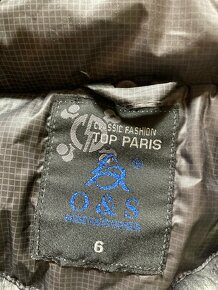 CLASSIC FASHION
TOP PARIS
O & S
6